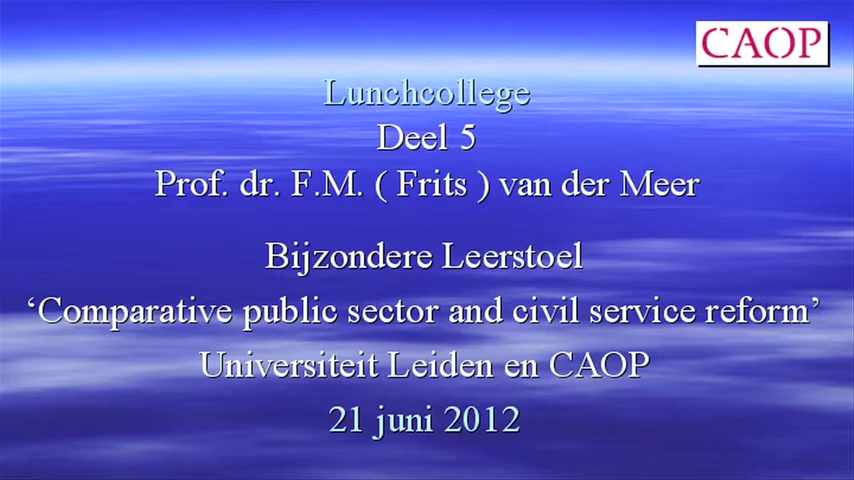 CAOP
Lunchcollege
Deel 5
Prof. dr. F.M. ( Frits ) van der Meer
Bijzondere Leerstoel
‘Comparative public sector and civil service reform’
Universiteit Leiden en CAOP
21 juni 2012